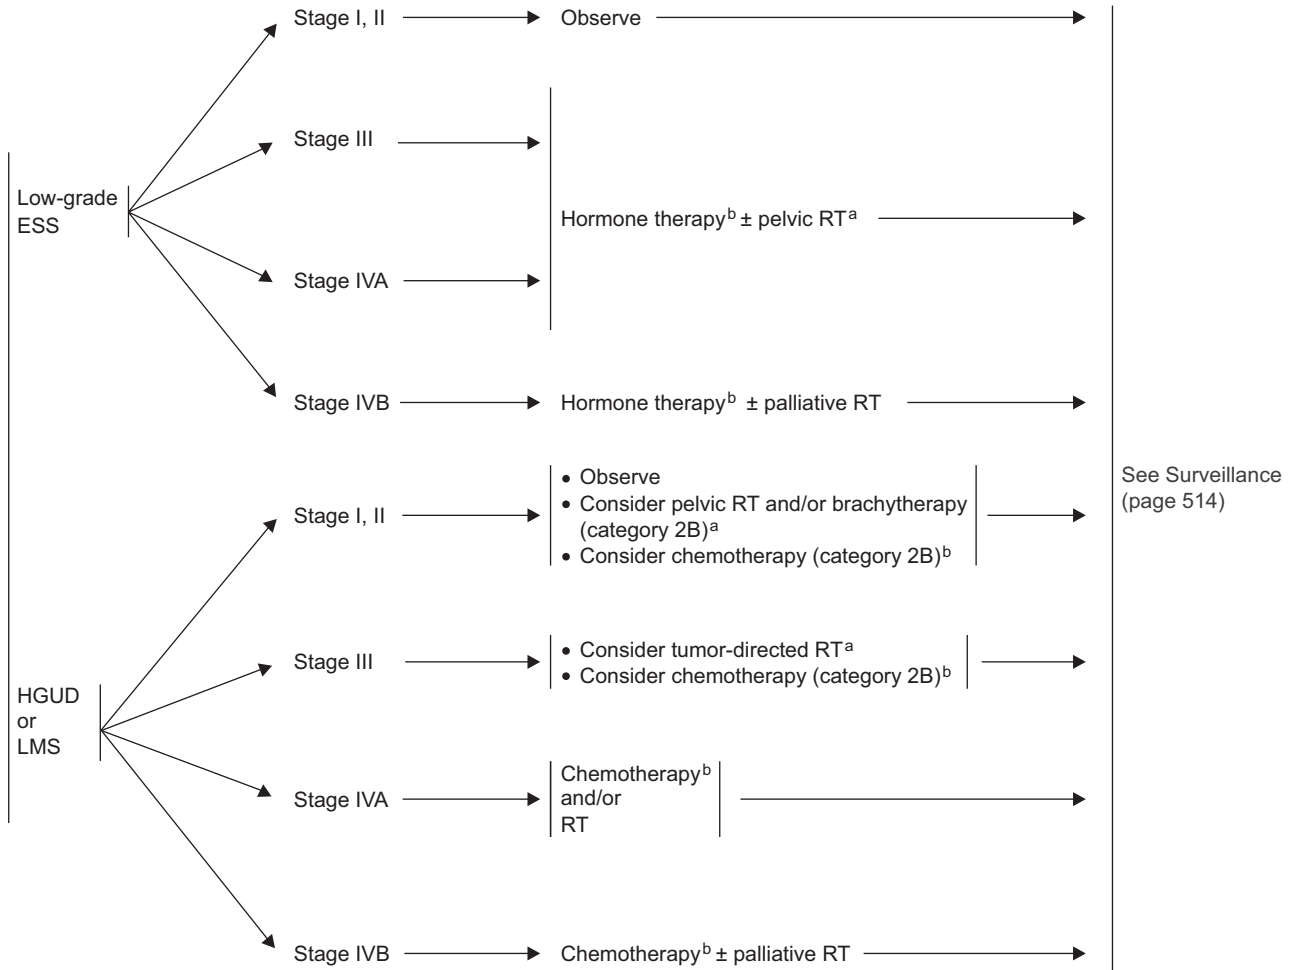 Stage I, II
Observe
Stage III
Low-grade
ESS
Hormone therapyᵇ ± pelvic RTᵃ
Stage IVA
Stage IVB
Hormone therapyᵇ ± palliative RT
See Surveillance
(page 514)
Stage I, II
• Observe
• Consider pelvic RT and/or brachytherapy
(category 2B)ᵃ
• Consider chemotherapy (category 2B)ᵇ
Stage III
• Consider tumor-directed RTᵃ
• Consider chemotherapy (category 2B)ᵇ
HGUD
or
LMS
Stage IVA
Chemotherapyᵇ
and/or
RT
Stage IVB
Chemotherapyᵇ ± palliative RT